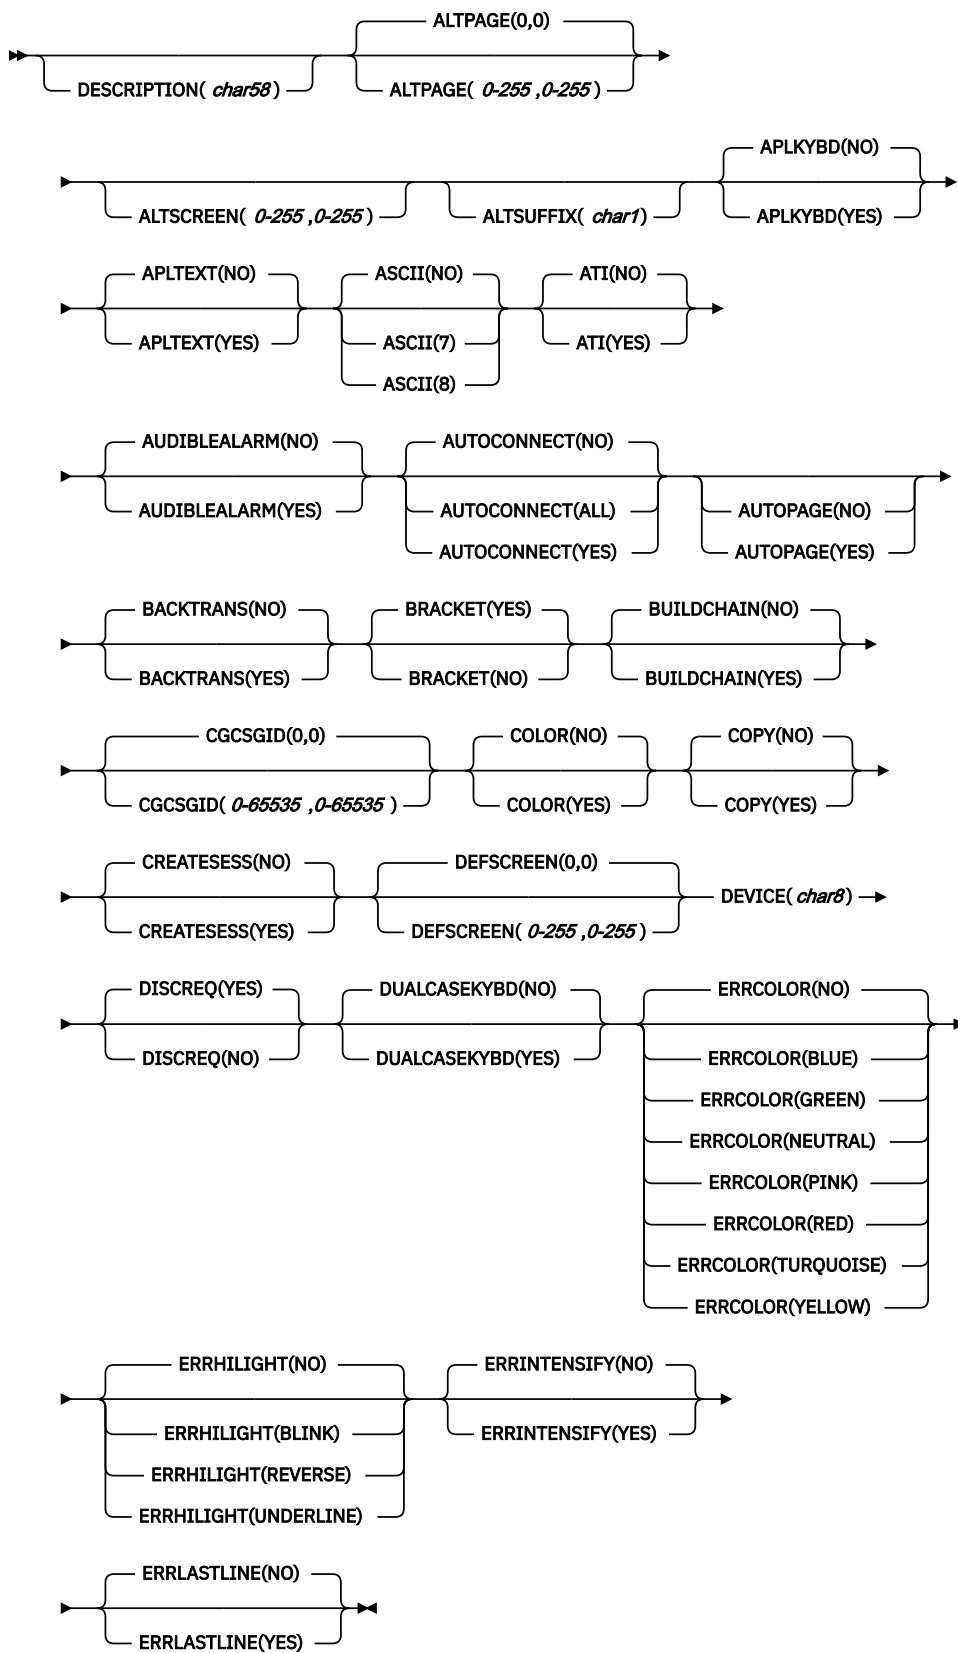 ALTPAGE(0,0)
DESCRIPTION( char58 )
ALTPAGE( 0-255 ,0-255 )
APLKYBD(NO)
ALTSCREEN( 0-255 ,0-255 )
ALTSUFFIX( char1 )
APLKYBD(YES)
APLTEXT(NO)
ASCII(NO)
ATI(NO)
APLTEXT(YES)
ASCII(7)
ATI(YES)
ASCII(8)
AUDIBLEALARM(NO)
AUTOCONNECT(NO)
AUDIBLEALARM(YES)
AUTOCONNECT(ALL)
AUTOPAGE(NO)
AUTOCONNECT(YES)
AUTOPAGE(YES)
BACKTRANS(NO)
BRACKET(YES)
BUILDCHAIN(NO)
BACKTRANS(YES)
BRACKET(NO)
BUILDCHAIN(YES)
CGCSGID(0,0)
COLOR(NO)
COPY(NO)
CGCSGID( 0-65535 ,0-65535 )
COLOR(YES)
COPY(YES)
CREATESESS(NO)
DEFSCREEN(0,0)
DEVICE( char8 )
CREATESESS(YES)
DEFSCREEN( 0-255 ,0-255 )
DISCREQ(YES)
DUALCASEKYBD(NO)
ERRCOLOR(NO)
DISCREQ(NO)
DUALCASEKYBD(YES)
ERRCOLOR(BLUE)
ERRCOLOR(GREEN)
ERRCOLOR(NEUTRAL)
ERRCOLOR(PINK)
ERRCOLOR(RED)
ERRCOLOR(TURQUOISE)
ERRCOLOR(YELLOW)
ERRHILIGHT(NO)
ERRINTENSIFY(NO)
ERRHILIGHT(BLINK)
ERRINTENSIFY(YES)
ERRHILIGHT(REVERSE)
ERRHILIGHT(UNDERLINE)
ERRLASTLINE(NO)
ERRLASTLINE(YES)